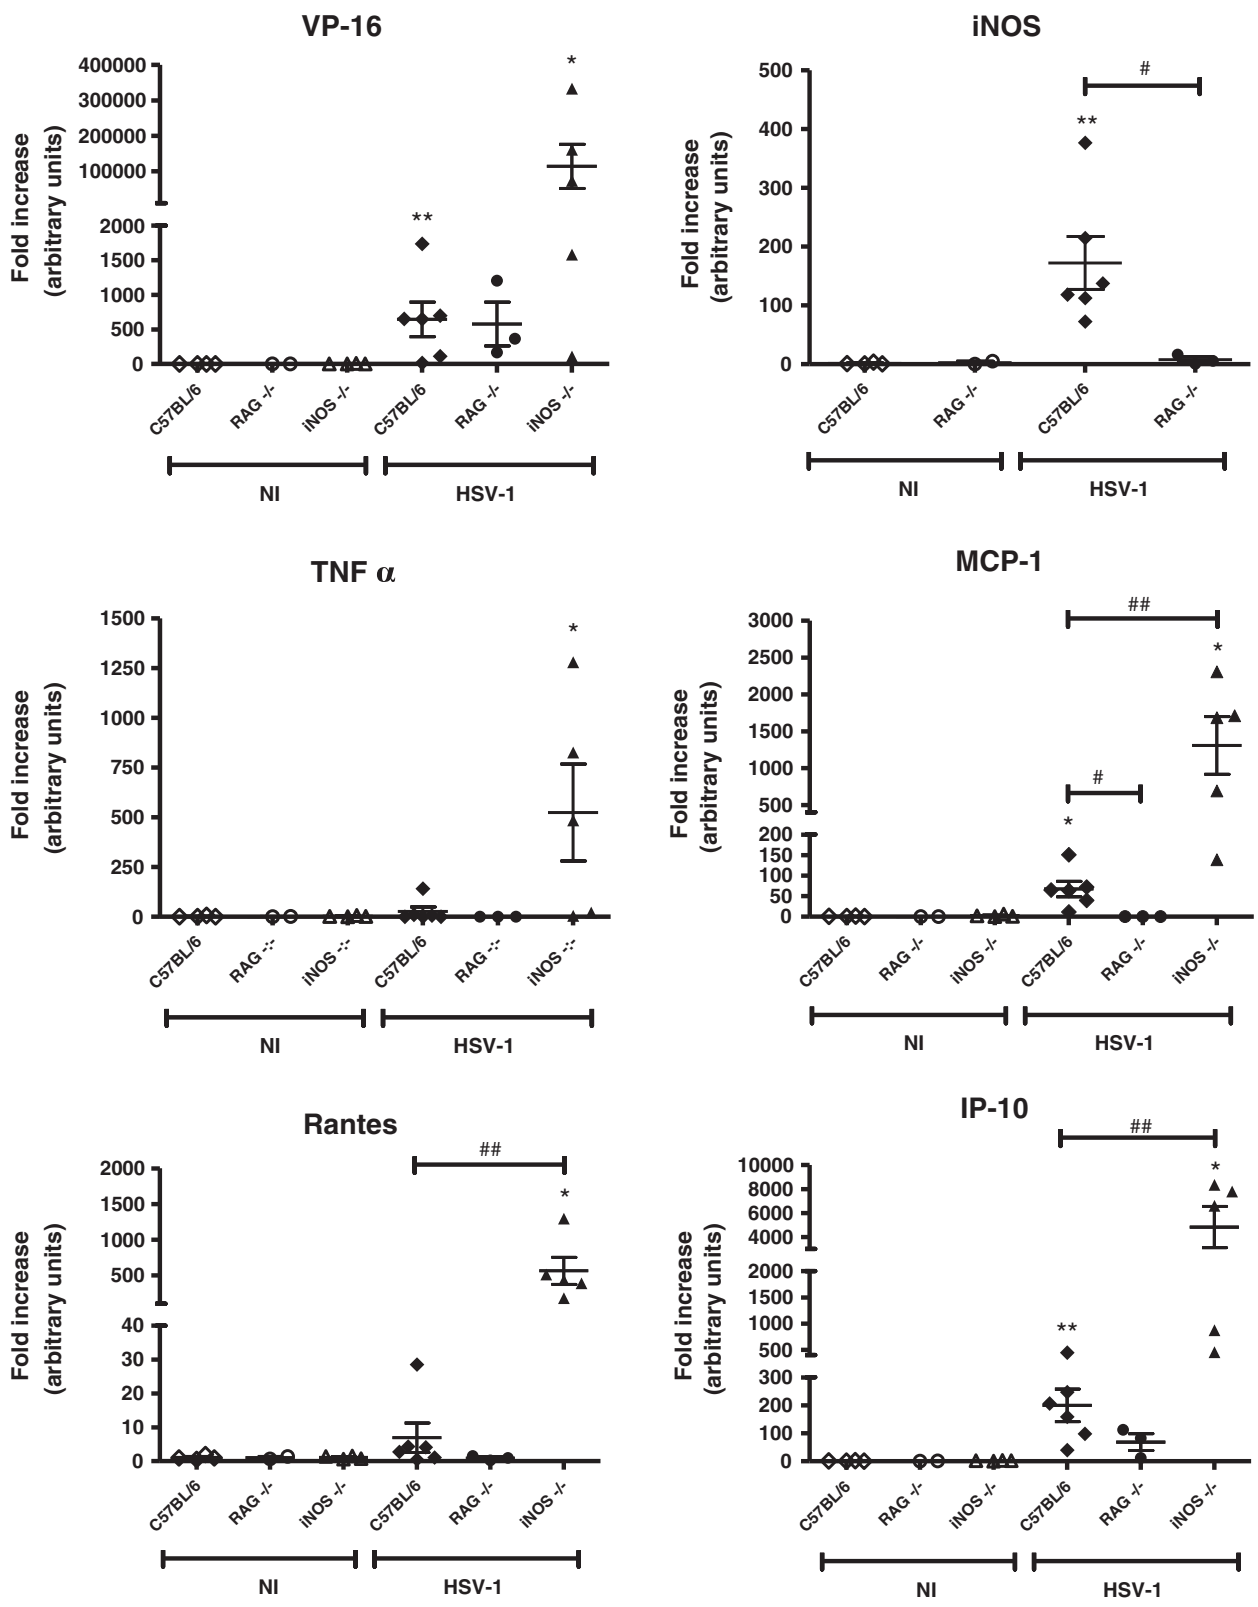 VP-16
Fold increase
(arbitrary units)
400000
300000
200000
100000
2000
1500
1000
500
0
**
*
C57BL/6
RAG -/-
iNOS -/-
C57BL/6
RAG -/-
iNOS -/-
NI
HSV-1
iNOS
Fold increase
(arbitrary units)
500
400
300
200
100
0
#
**
C57BL/6
RAG -/-
C57BL/6
RAG -/-
NI
HSV-1
TNF α
Fold increase
(arbitrary units)
1500
1250
1000
750
500
250
0
*
C57BL/6
RAG -:-
iNOS -:-
C57BL/6
RAG -:-
iNOS -:-
NI
HSV-1
MCP-1
Fold increase
(arbitrary units)
3000
2500
2000
1500
1000
500
200
150
100
50
0
##
*
#
*
C57BL/6
RAG -/-
iNOS -/-
C57BL/6
RAG -/-
iNOS -/-
NI
HSV-1
Rantes
Fold increase
(arbitrary units)
2000
1500
1000
500
40
30
20
10
0
##
*
C57BL/6
RAG -/-
iNOS -/-
C57BL/6
RAG -/-
iNOS -/-
NI
HSV-1
IP-10
Fold increase
(arbitrary units)
10000
8000
6000
4000
2000
1500
1000
500
300
200
100
0
##
*
**
C57BL/6
RAG -/-
iNOS -/-
C57BL/6
RAG -/-
iNOS -/-
NI
HSV-1